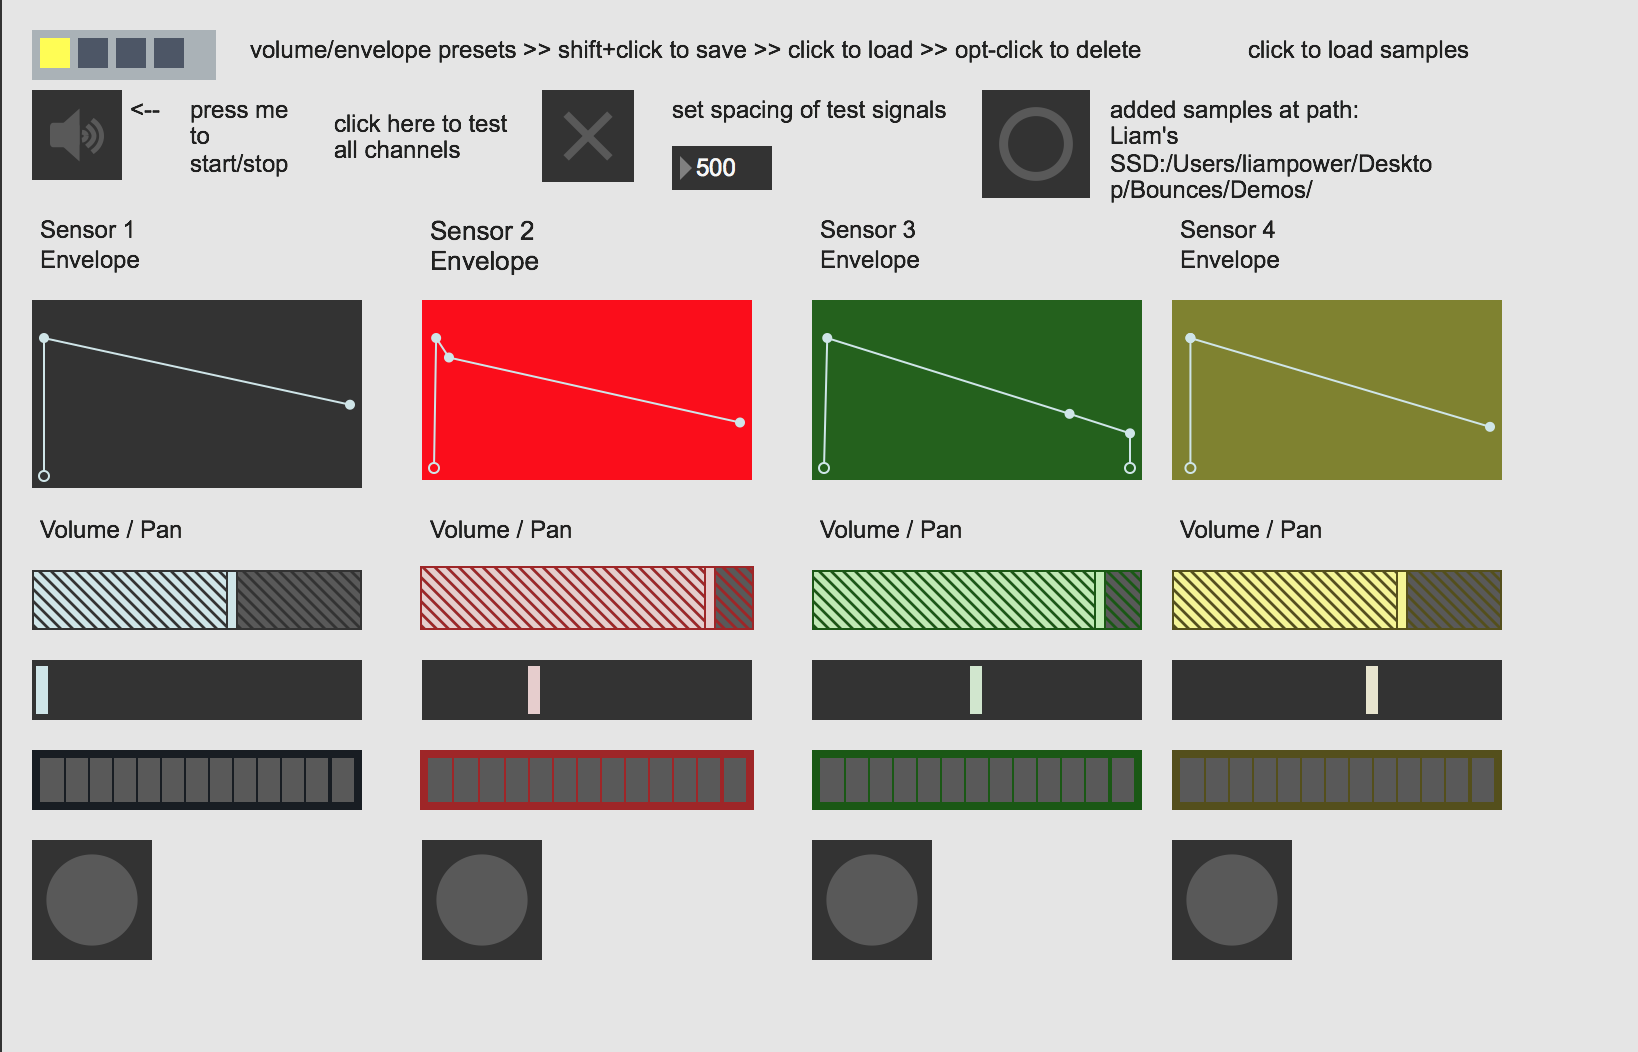 volume/envelope presets >> shift+click to save >> click to load >> opt-click to delete
click to load samples
<--
press me
to
start/stop
click here to test
all channels
set spacing of test signals
500
added samples at path:
Liam's
SSD:/Users/liampower/Deskto
p/Bounces/Demos/
Sensor 1
Envelope
Sensor 2
Envelope
Sensor 3
Envelope
Sensor 4
Envelope
Volume / Pan
Volume / Pan
Volume / Pan
Volume / Pan